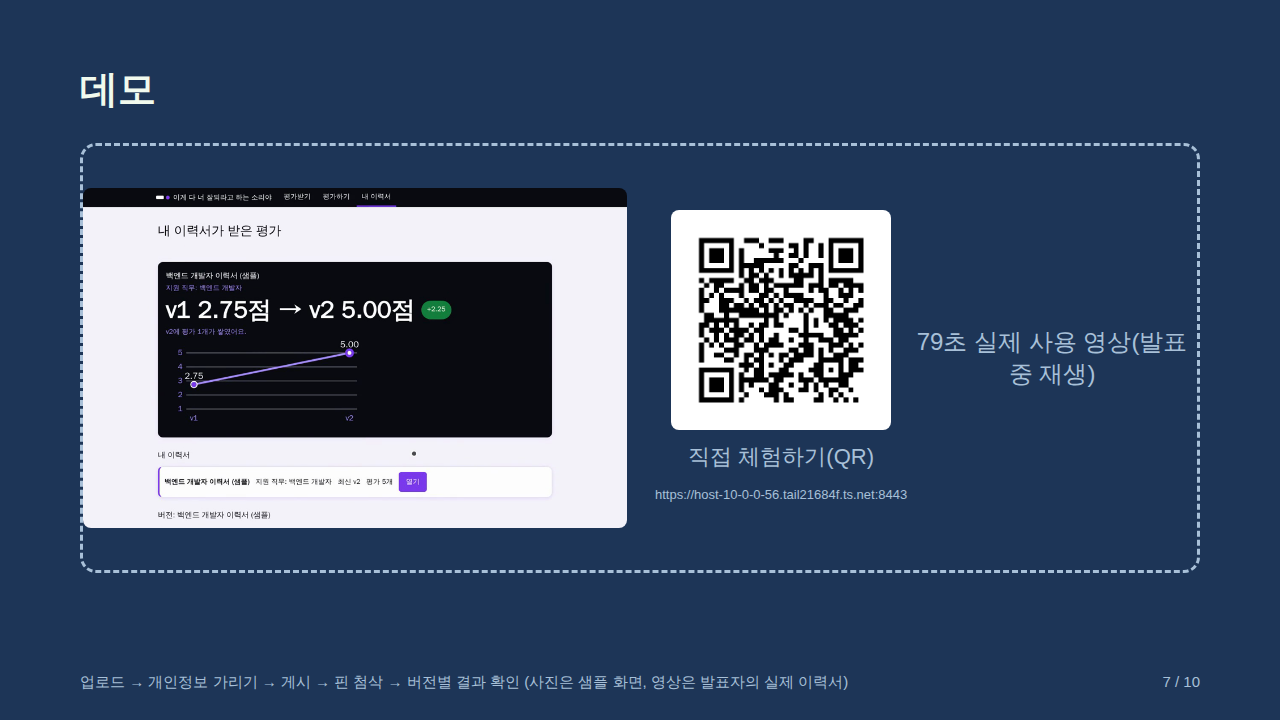 데모
이게 다 너 잘되라고 하는 소리야 평가받기 평가하기 내 이력서
내 이력서가 받은 평가
백엔드 개발자 이력서 (샘플)
지원 직무: 백엔드 개발자
v1 2.75점 → v2 5.00점 +2.25
v2에 평가 1개가 쌓였어요.
5.00
5
4
2.75
3
2
1
v1 v2
내 이력서
백엔드 개발자 이력서 (샘플) 지원 직무: 백엔드 개발자 최신 v2 평가 5개 열기
버전: 백엔드 개발자 이력서 (샘플)
직접 체험하기(QR)
https://host-10-0-0-56.tail21684f.ts.net:8443
79초 실제 사용 영상(발표
중 재생)
업로드 → 개인정보 가리기 → 게시 → 핀 첨삭 → 버전별 결과 확인 (사진은 샘플 화면, 영상은 발표자의 실제 이력서)
7 / 10